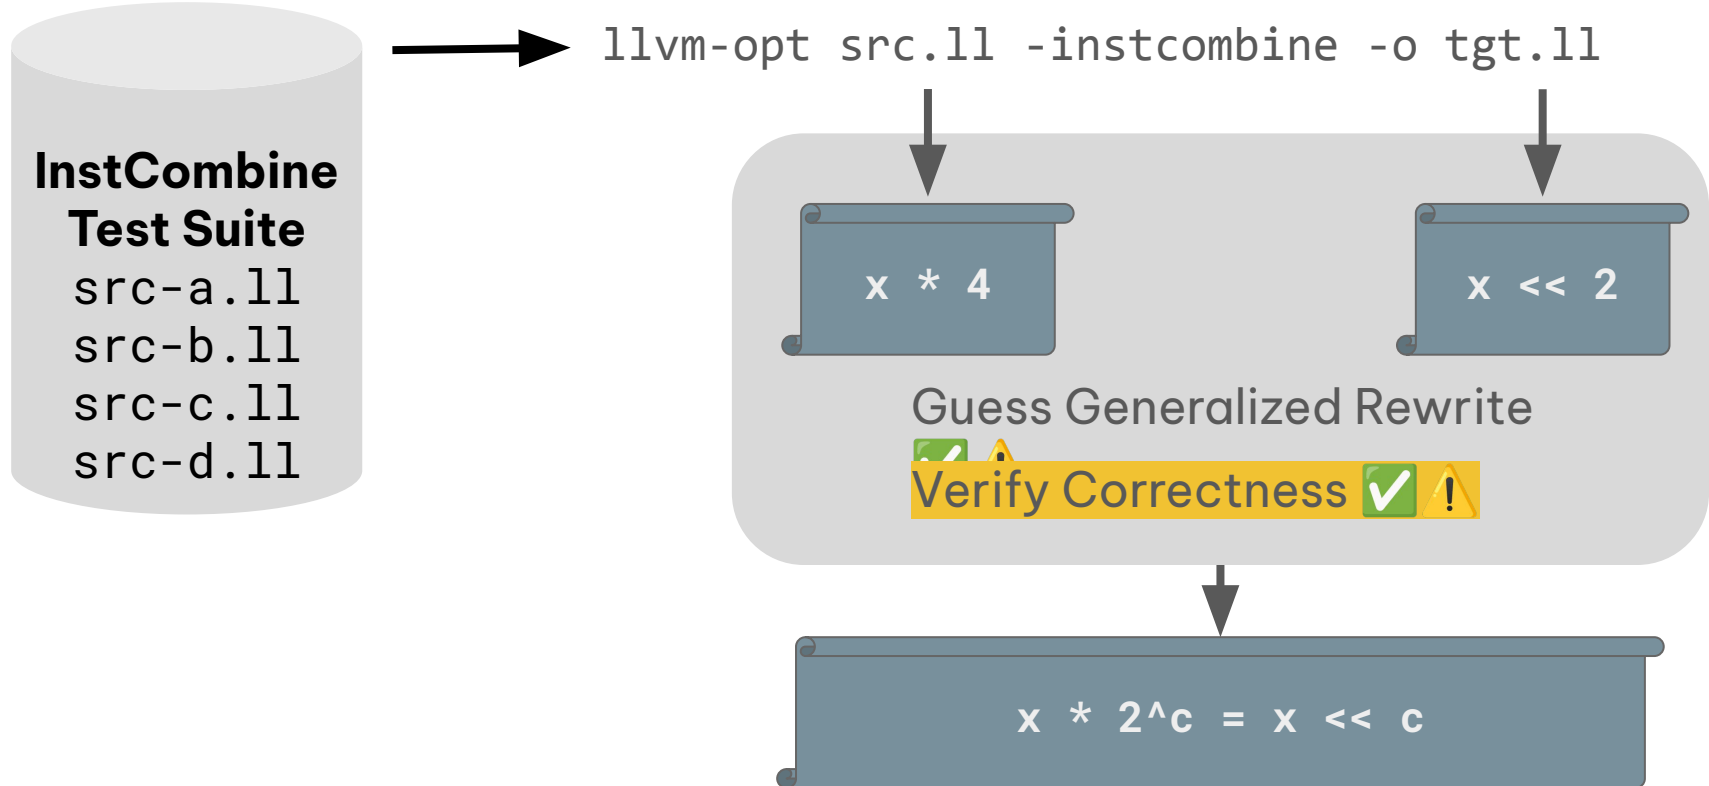 InstCombine
Test Suite
src-a.ll
src-b.ll
src-c.ll
src-d.ll
llvm-opt src.ll -instcombine -o tgt.ll
x * 4
x << 2
Guess Generalized Rewrite
✅⚠️
Verify Correctness ✅⚠️
x * 2^c = x << c